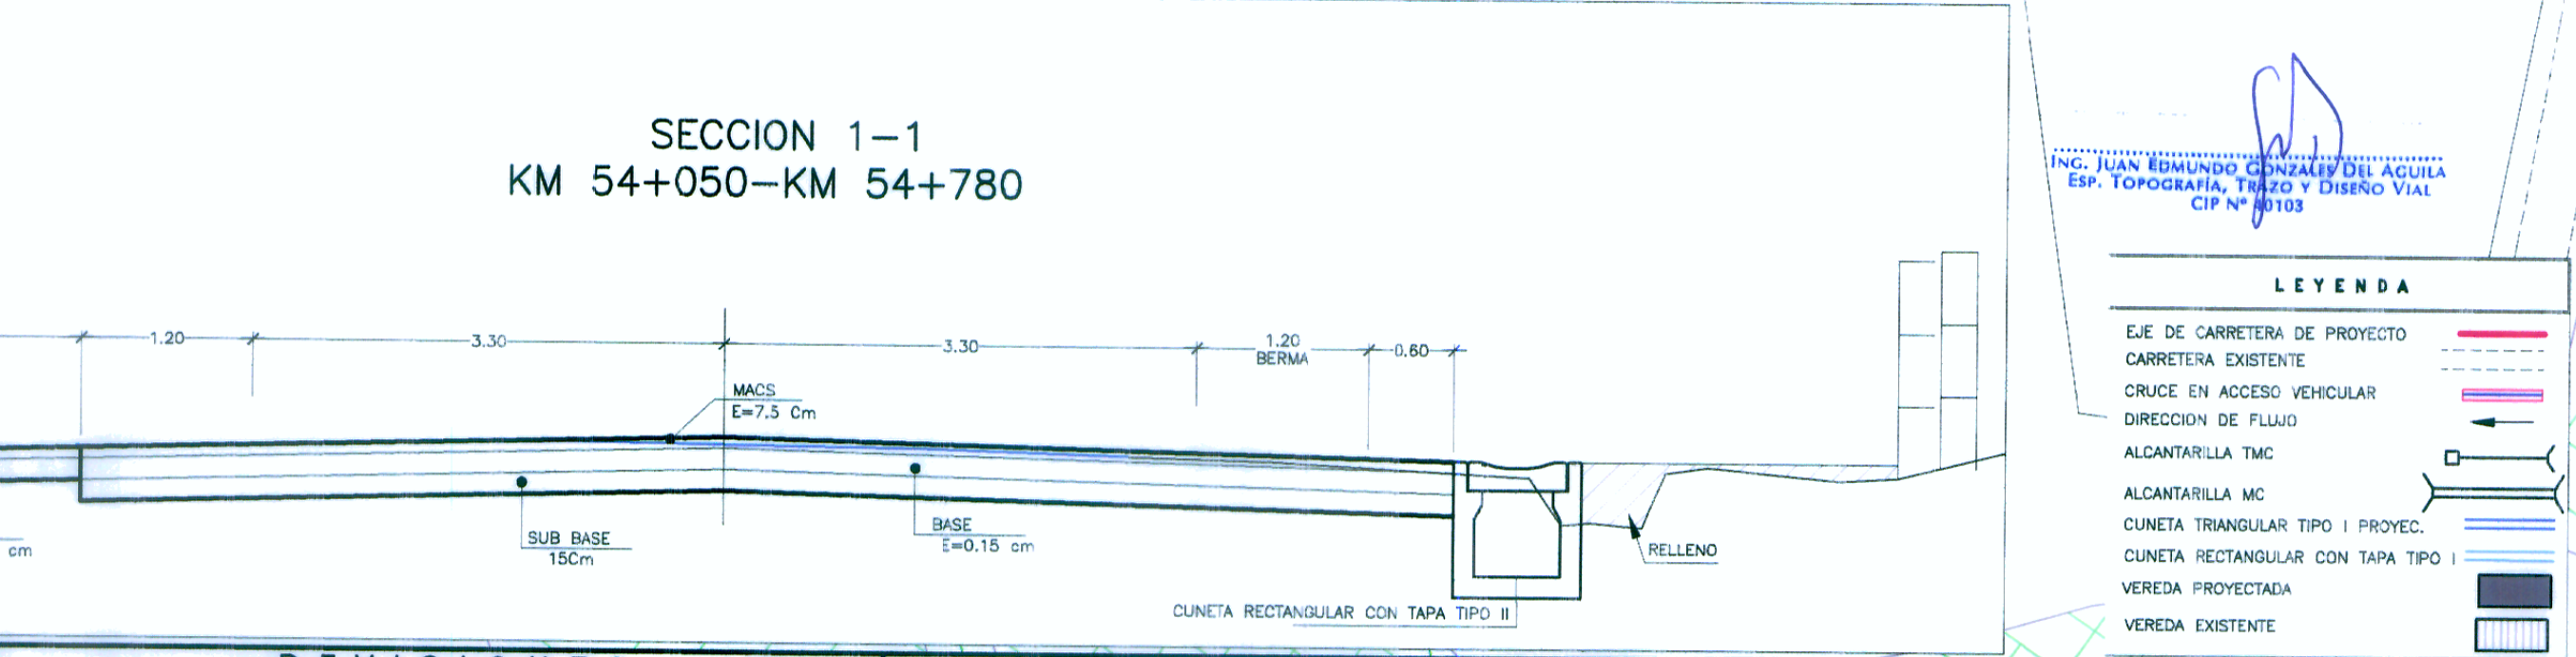 SECCION 1-1
KM 54+050-KM 54+780
ING. JUAN EDMUNDO GONZALES DEL AGUILA
ESP. TOPOGRAFÍA, TRAZO Y DISEÑO VIAL
CIP Nº 40103
1.20
3.30
3.30
1.20
BERMA
0.60
MACS
E=7.5 Cm
SUB BASE
15Cm
BASE
E=0.15 cm
cm
RELLENO
CUNETA RECTANGULAR CON TAPA TIPO II
LEYENDA
EJE DE CARRETERA DE PROYECTO
CARRETERA EXISTENTE
CRUCE EN ACCESO VEHICULAR
DIRECCION DE FLUJO
ALCANTARILLA TMC
ALCANTARILLA MC
CUNETA TRIANGULAR TIPO I PROYEC.
CUNETA RECTANGULAR CON TAPA TIPO I
VEREDA PROYECTADA
VEREDA EXISTENTE